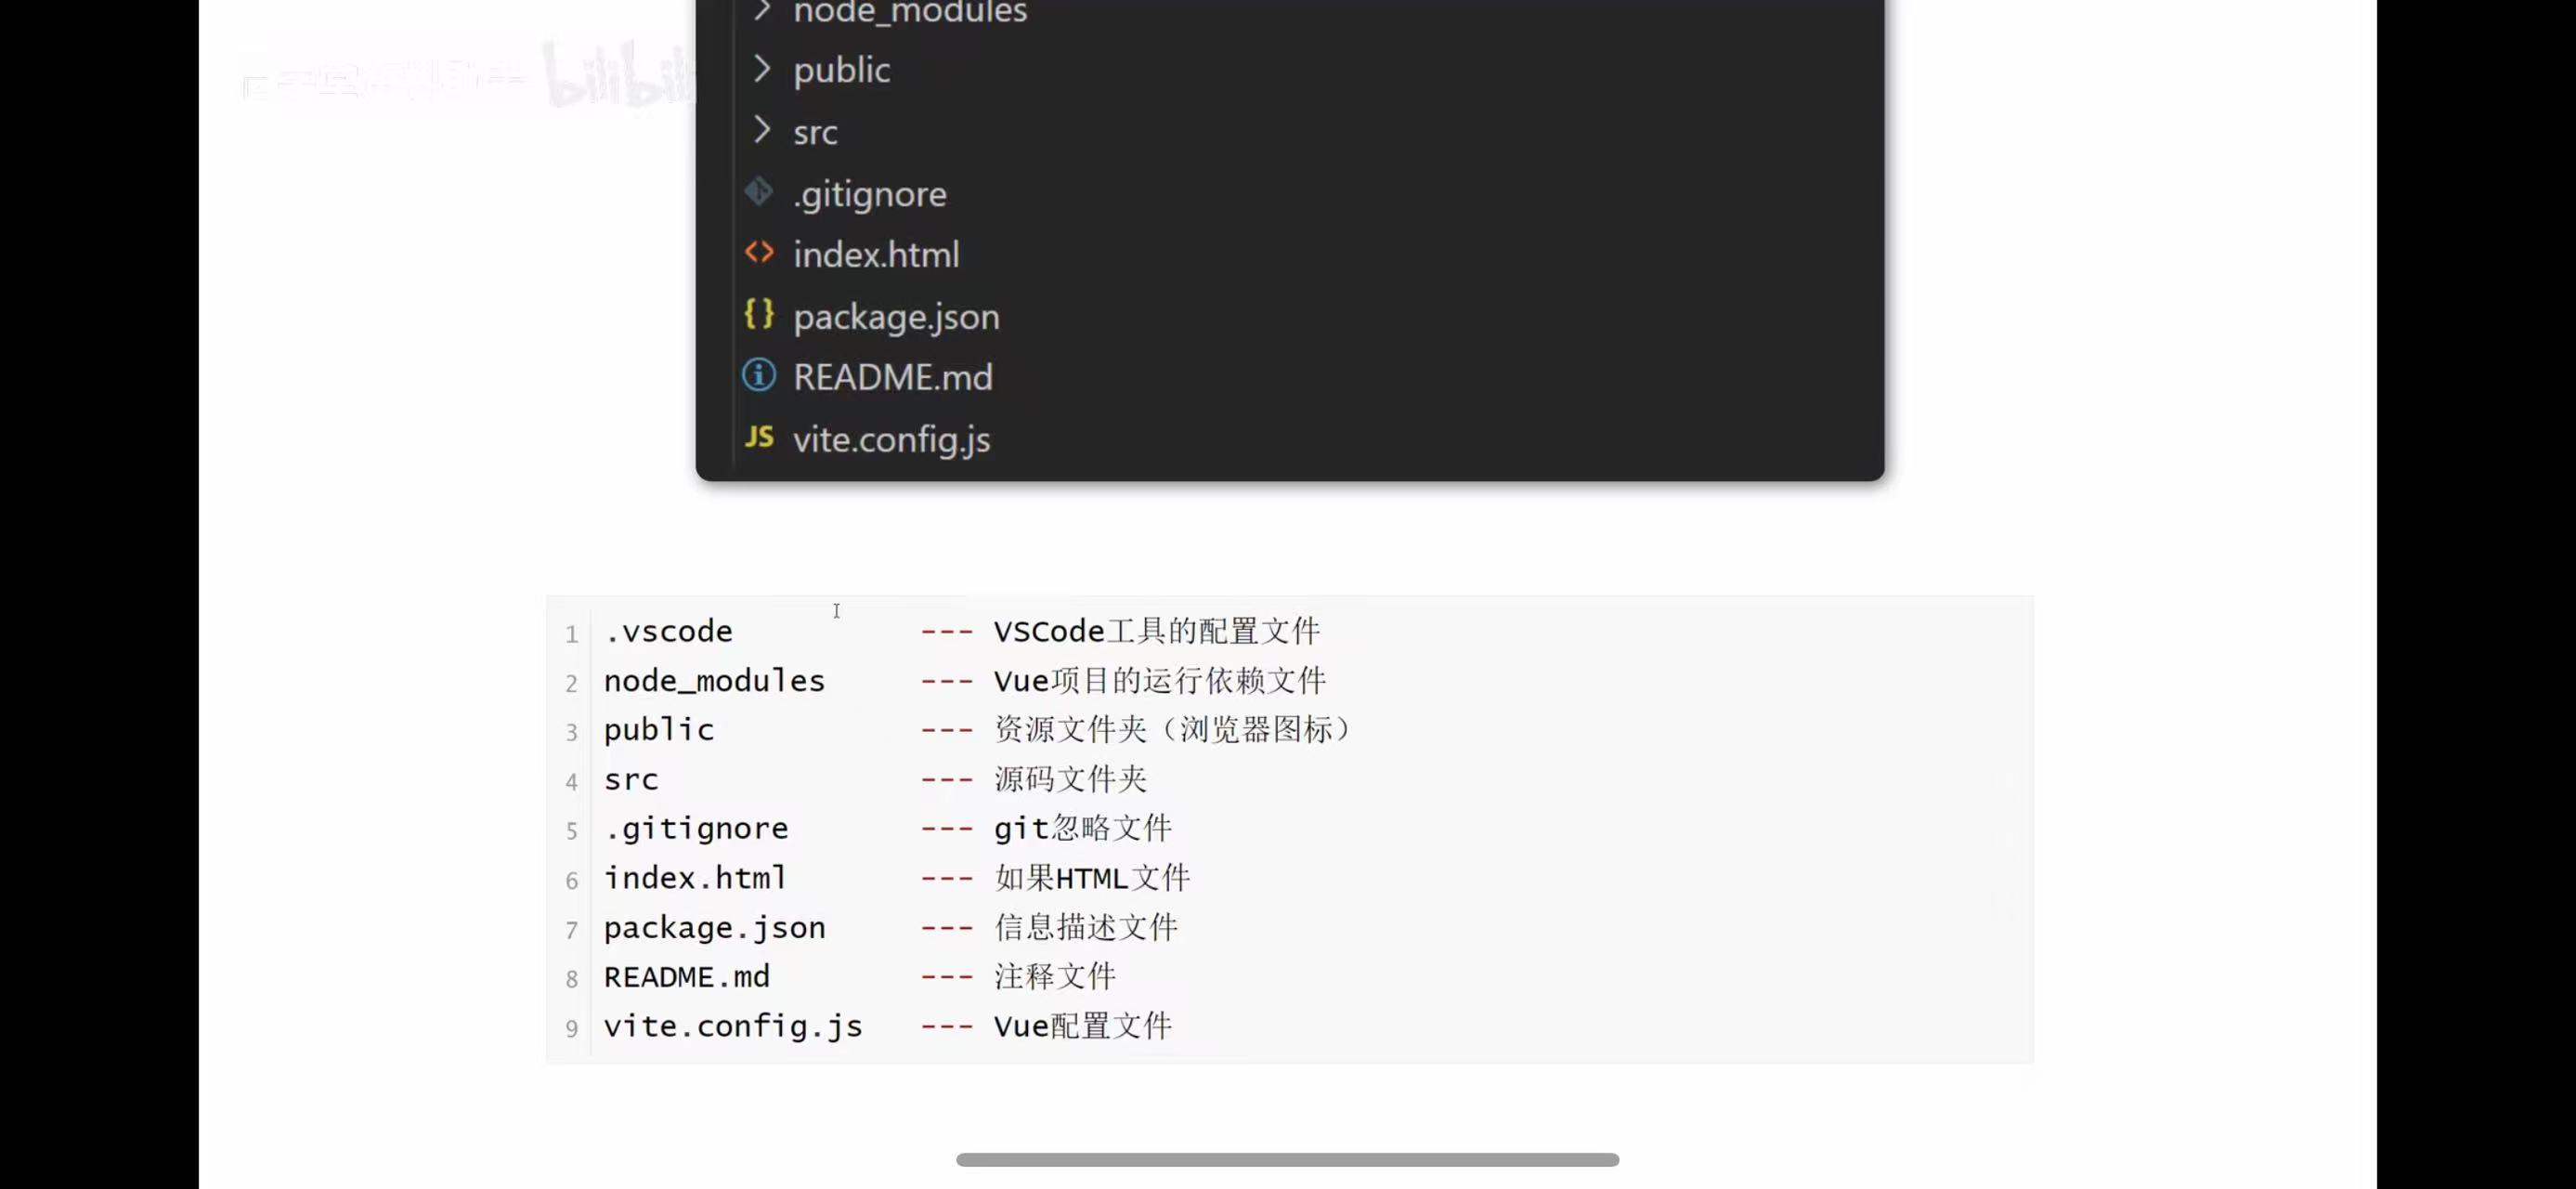 node_modules
public
src
.gitignore
index.html
package.json
README.md
JS vite.config.js
bilibili
1 .vscode --- VSCode工具的配置文件
2 node_modules --- Vue项目的运行依赖文件
3 public --- 资源文件夹（浏览器图标）
4 src --- 源码文件夹
5 .gitignore --- git忽略文件
6 index.html --- 如果HTML文件
7 package.json --- 信息描述文件
8 README.md --- 注释文件
9 vite.config.js --- Vue配置文件